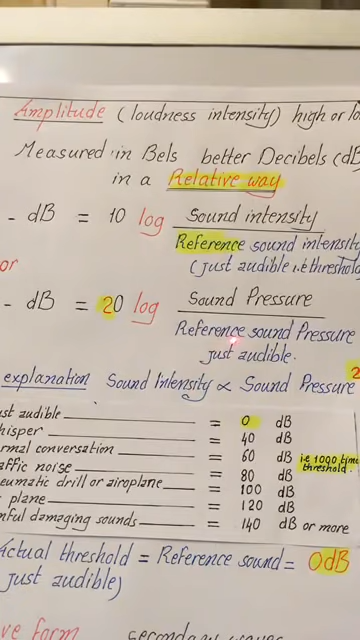 Amplitude (loudness intensity) high or lo
Measured in Bels better Decibels (dB
in a Relative way
- dB = 10 log Sound intensity
Reference sound intensit
(just audible i.e threshold
or
- dB = 20 log Sound Pressure
Reference sound Pressure
just audible.
explanation Sound Intensity ∝ Sound Pressure 2
ust audible = 0 dB
hisper = 40 dB
rmal conversation = 60 dB i.e 1000 time
threshold.
affic noise = 80 dB
eumatic drill or airoplane = 100 dB
plane = 120 dB
nful damaging sounds = 140 dB or more
Actual threshold = Reference sound = 0dB
just audible)
ve form secondary waves